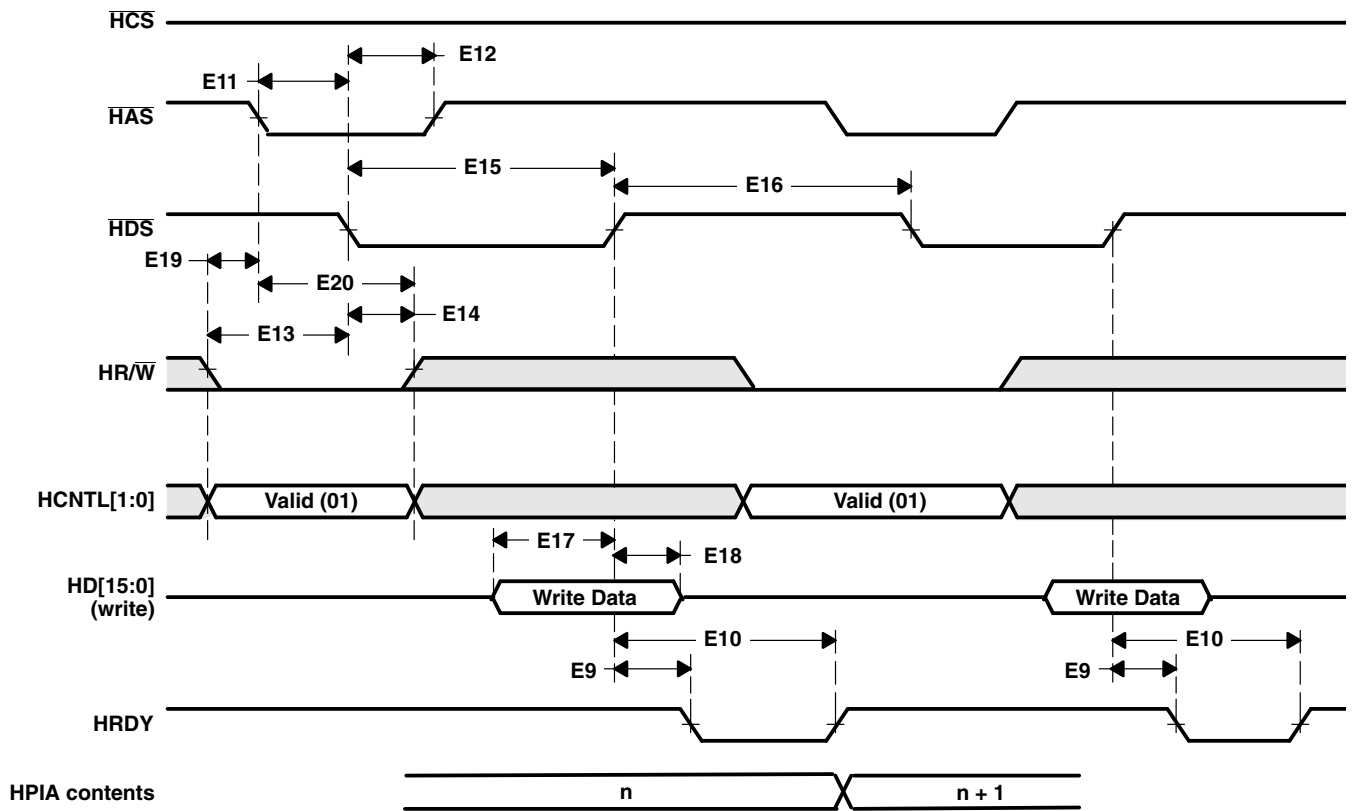 HCS
E12
E11
HAS
E15
E16
HDS
E19
E20
E14
E13
HR/W
HCNTL[1:0]
Valid (01)
Valid (01)
E17
E18
HD[15:0]
(write)
Write Data
Write Data
E10
E10
E9
E9
HRDY
HPIA contents
n
n + 1